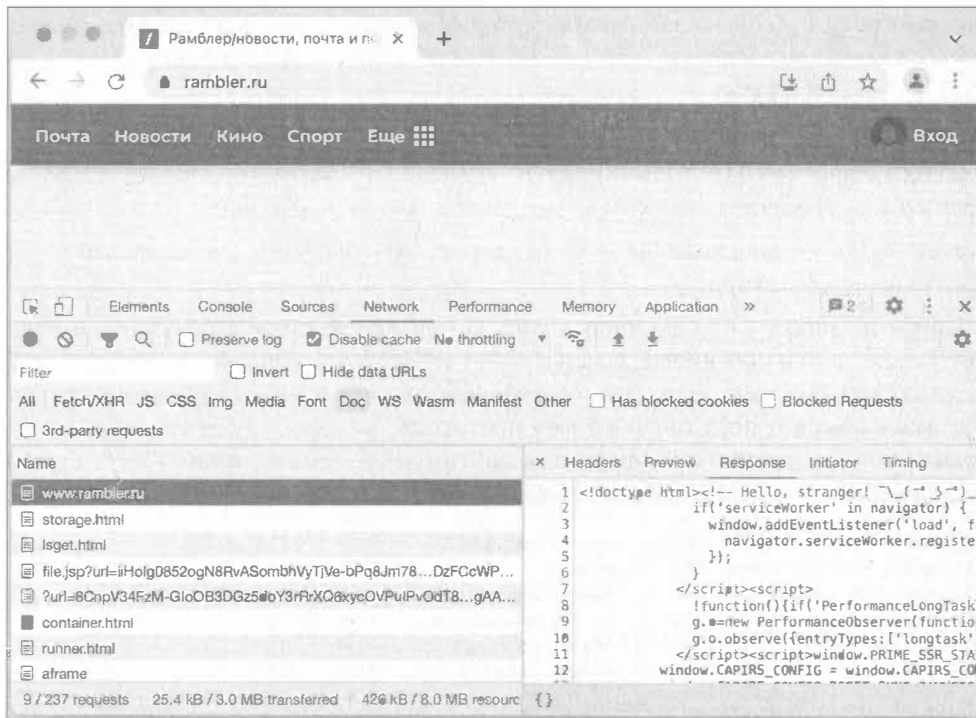 Рамблер/новости, почта и по
rambler.ru
Почта Новости Кино Спорт Еще Вход
Elements Console Sources Network Performance Memory Application » 2
Preserve log Disable cache No throttling
Filter Invert Hide data URLs
All Fetch/XHR JS CSS Img Media Font Doc WS Wasm Manifest Other Has blocked cookies Blocked Requests
3rd-party requests
Name × Headers Preview Response Initiator Timing
www.rambler.ru
storage.html
lsget.html
container.html
runner.html
aframe
9 / 237 requests 25.4 kB / 3.0 MB transferred 426 kB / 8.0 MB resourc { }
1 <!doctype html><!-- Hello, stranger!
2 if('serviceWorker' in navigator) {
3 window.addEventListener('load', f
4 navigator.serviceWorker.registe
5 });
6 }
7 </script><script>
8 !function(){if('PerformanceLongTask
9 g.o=new PerformanceObserver(functio
10 g.o.observe({entryTypes:['longtask'
11 </script><script>window.PRIME_SSR_STA
12 window.CAPIRS_CONFIG = window.CAPIRS_CO